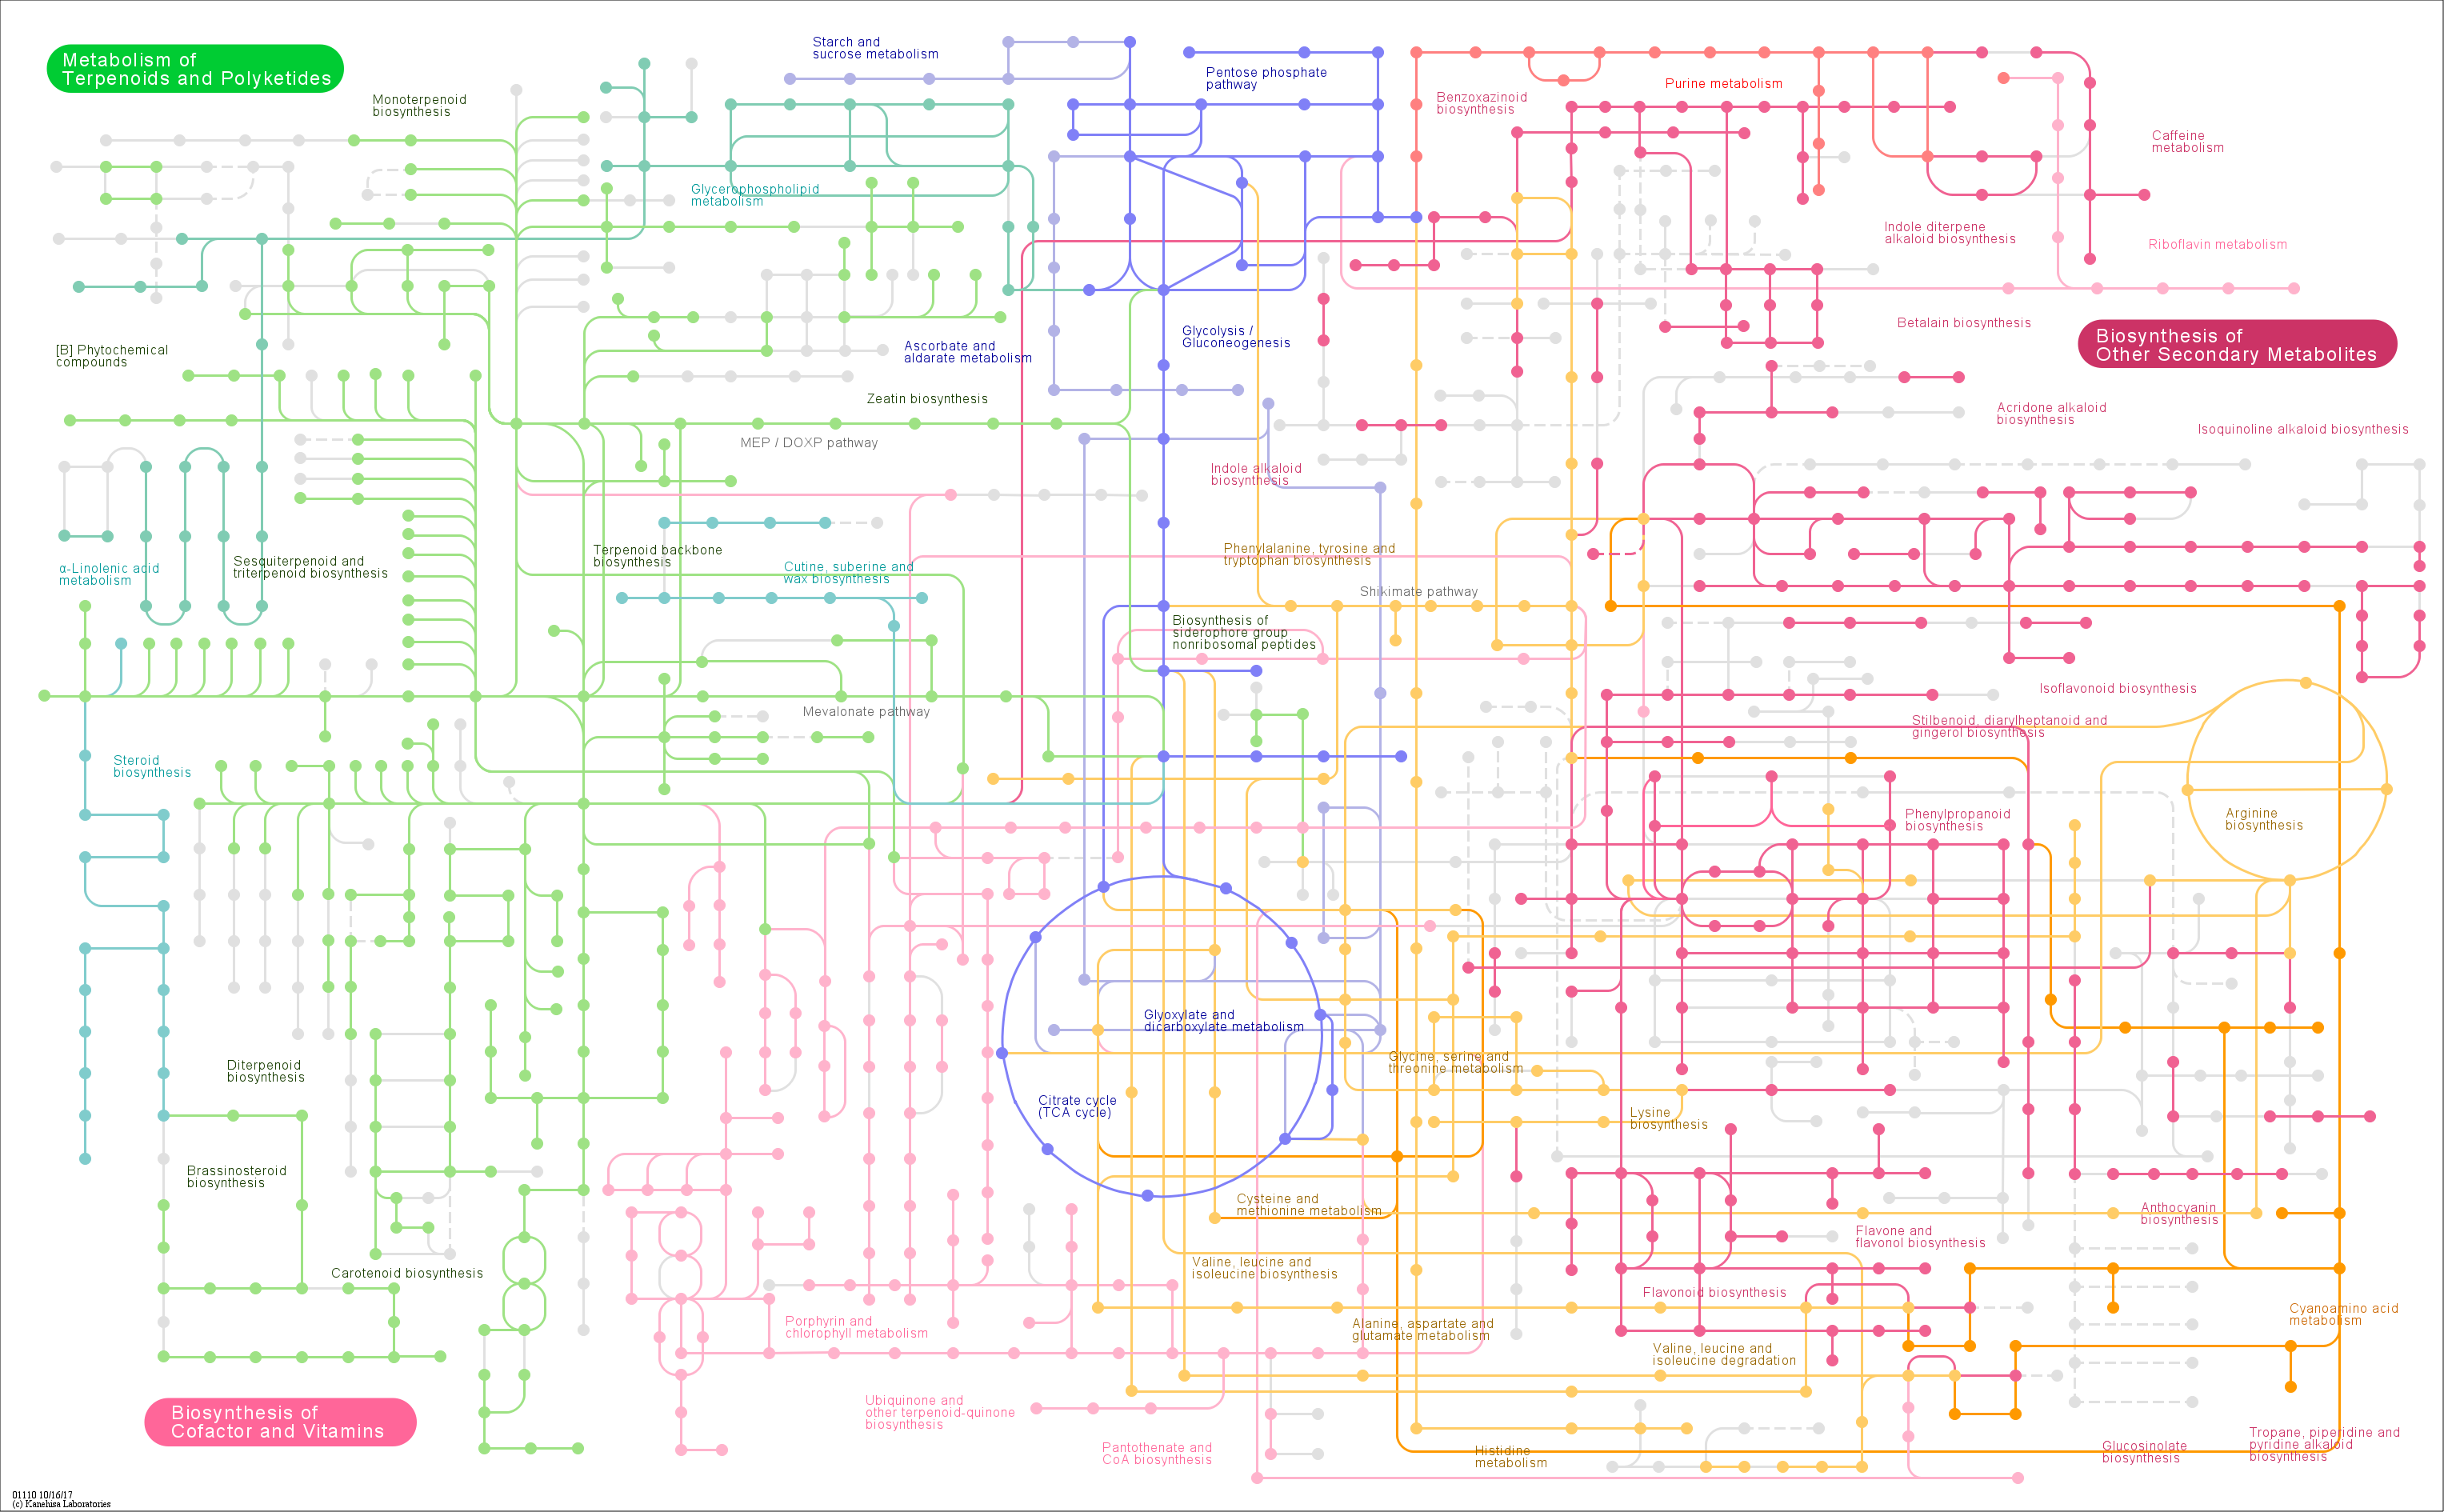 Metabolism of
Terpenoids and Polyketides
Starch and
sucrose metabolism
Pentose phosphate
pathway
Purine metabolism
Benzoxazinoid
biosynthesis
Monoterpenoid
biosynthesis
Caffeine
metabolism
Glycerophospholipid
metabolism
Indole diterpene
alkaloid biosynthesis
Riboflavin metabolism
Glycolysis /
Gluconeogenesis
Betalain biosynthesis
Biosynthesis of
Other Secondary Metabolites
[B] Phytochemical
compounds
Ascorbate and
aldarate metabolism
Zeatin biosynthesis
Acridone alkaloid
biosynthesis
Isoquinoline alkaloid biosynthesis
MEP / DOXP pathway
Indole alkaloid
biosynthesis
Terpenoid backbone
biosynthesis
Phenylalanine, tyrosine and
tryptophan biosynthesis
Sesquiterpenoid and
triterpenoid biosynthesis
α-Linolenic acid
metabolism
Cutine, suberine and
wax biosynthesis
Shikimate pathway
Biosynthesis of
siderophore group
nonribosomal peptides
Isoflavonoid biosynthesis
Mevalonate pathway
Stilbenoid, diarylheptanoid and
gingerol biosynthesis
Steroid
biosynthesis
Phenylpropanoid
biosynthesis
Arginine
biosynthesis
Glyoxylate and
dicarboxylate metabolism
Diterpenoid
biosynthesis
Glycine, serine and
threonine metabolism
Citrate cycle
(TCA cycle)
Lysine
biosynthesis
Brassinosteroid
biosynthesis
Cysteine and
methionine metabolism
Anthocyanin
biosynthesis
Flavone and
flavonol biosynthesis
Carotenoid biosynthesis
Valine, leucine and
isoleucine biosynthesis
Flavonoid biosynthesis
Cyanoamino acid
metabolism
Porphyrin and
chlorophyll metabolism
Alanine, aspartate and
glutamate metabolism
Valine, leucine and
isoleucine degradation
Biosynthesis of
Cofactor and Vitamins
Ubiquinone and
other terpenoid-quinone
biosynthesis
Pantothenate and
CoA biosynthesis
Histidine
metabolism
Glucosinolate
biosynthesis
Tropane, piperidine and
pyridine alkaloid
biosynthesis
01110 10/16/17
(c) Kanehisa Laboratories